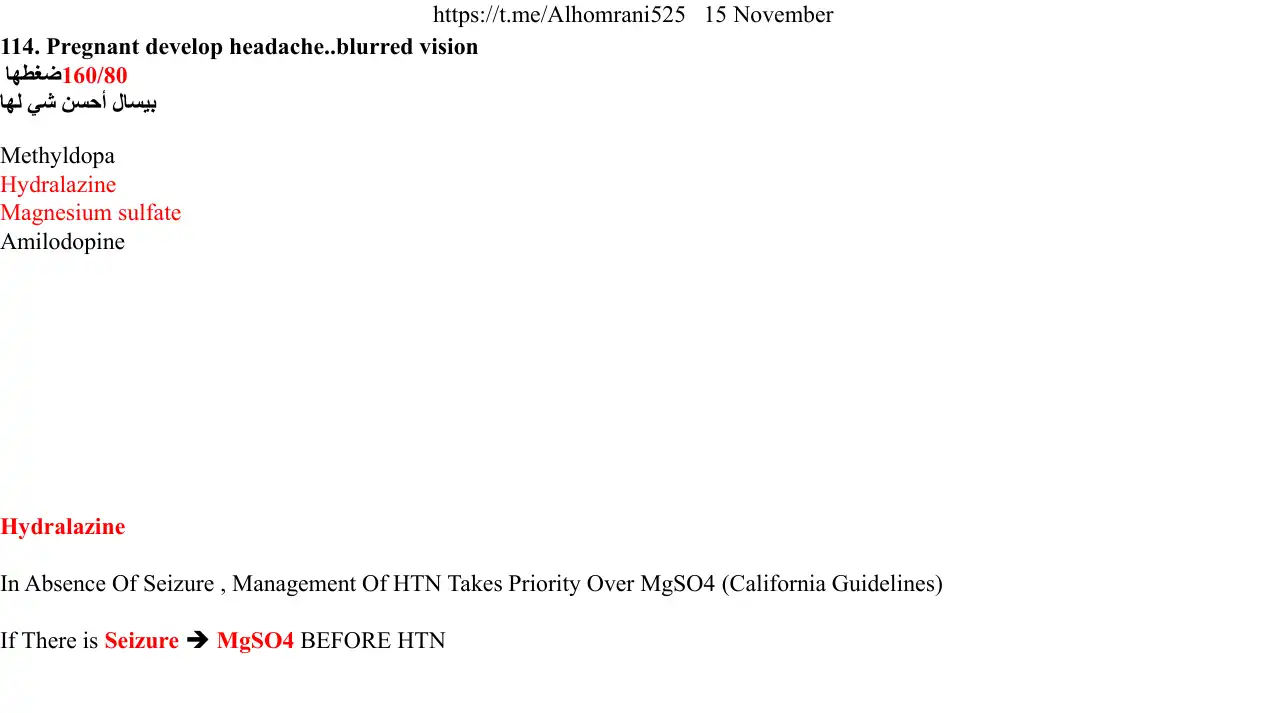 https://t.me/Alhomrani525 15 November
114. Pregnant develop headache..blurred vision
ضغطها 160/80
بيسال أحسن شي لها
Methyldopa
Hydralazine
Magnesium sulfate
Amilodopine
Hydralazine
In Absence Of Seizure , Management Of HTN Takes Priority Over MgSO4 (California Guidelines)
If There is Seizure ➔ MgSO4 BEFORE HTN